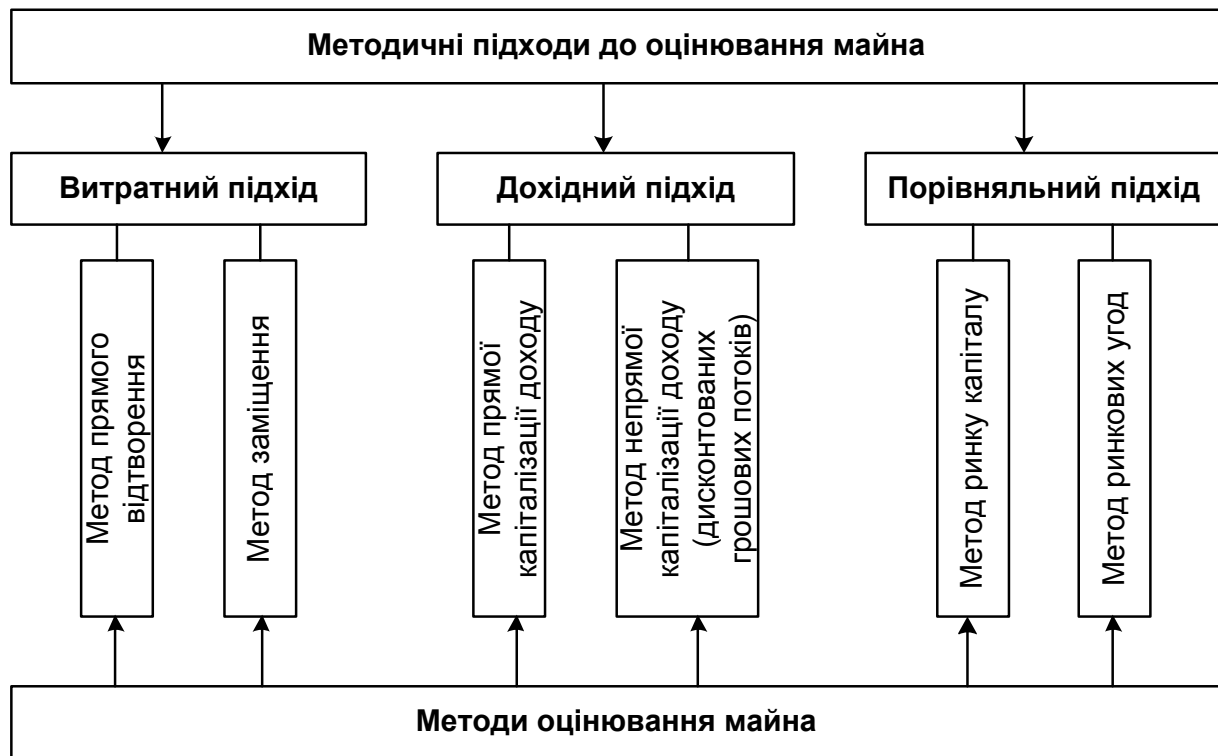 Методичні підходи до оцінювання майна
Витратний підхід
Дохідний підхід
Порівняльний підхід
Метод прямого
відтворення
Метод заміщення
Метод прямої
капіталізації доходу
Метод непрямої
капіталізації доходу
(дисконтованих
грошових потоків)
Метод ринку капіталу
Метод ринкових угод
Методи оцінювання майна